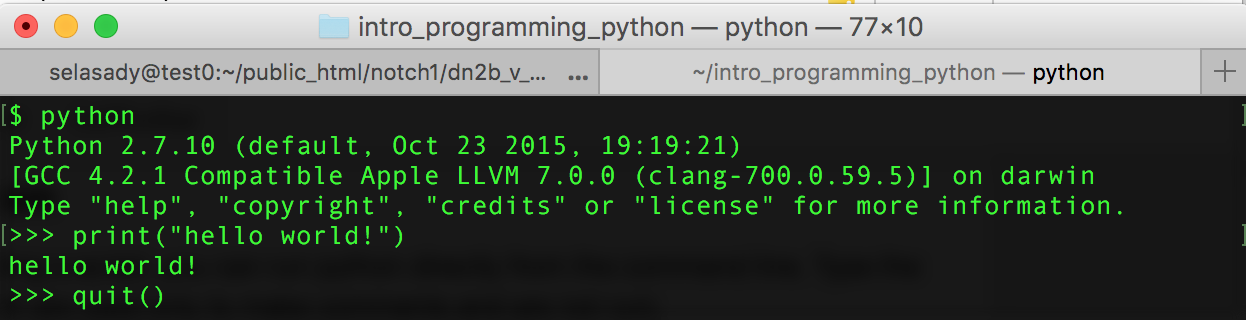 intro_programming_python — python — 77×10
selasady@test0:~/public_html/notch1/dn2b_v_... ...
~/intro_programming_python — python
[$ python
Python 2.7.10 (default, Oct 23 2015, 19:19:21)
[GCC 4.2.1 Compatible Apple LLVM 7.0.0 (clang-700.0.59.5)] on darwin
Type "help", "copyright", "credits" or "license" for more information.
[>>> print("hello world!")
hello world!
>>> quit()